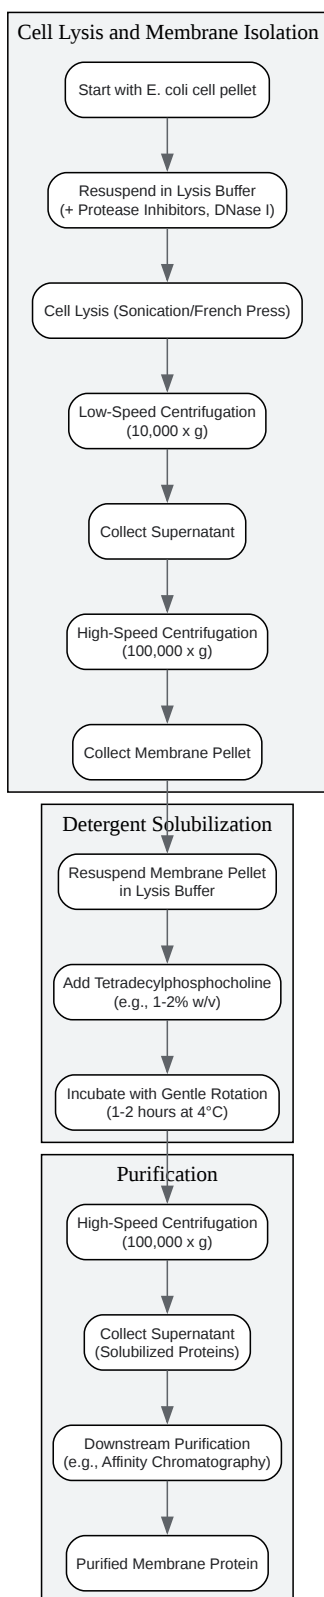 Cell Lysis and Membrane Isolation
Start with E. coli cell pellet
Resuspend in Lysis Buffer
(+ Protease Inhibitors, DNase I)
Cell Lysis (Sonication/French Press)
Low-Speed Centrifugation
(10,000 x g)
Collect Supernatant
High-Speed Centrifugation
(100,000 x g)
Collect Membrane Pellet
Detergent Solubilization
Resuspend Membrane Pellet
in Lysis Buffer
Add Tetradecylphosphocholine
(e.g., 1-2% w/v)
Incubate with Gentle Rotation
(1-2 hours at 4°C)
Purification
High-Speed Centrifugation
(100,000 x g)
Collect Supernatant
(Solubilized Proteins)
Downstream Purification
(e.g., Affinity Chromatography)
Purified Membrane Protein